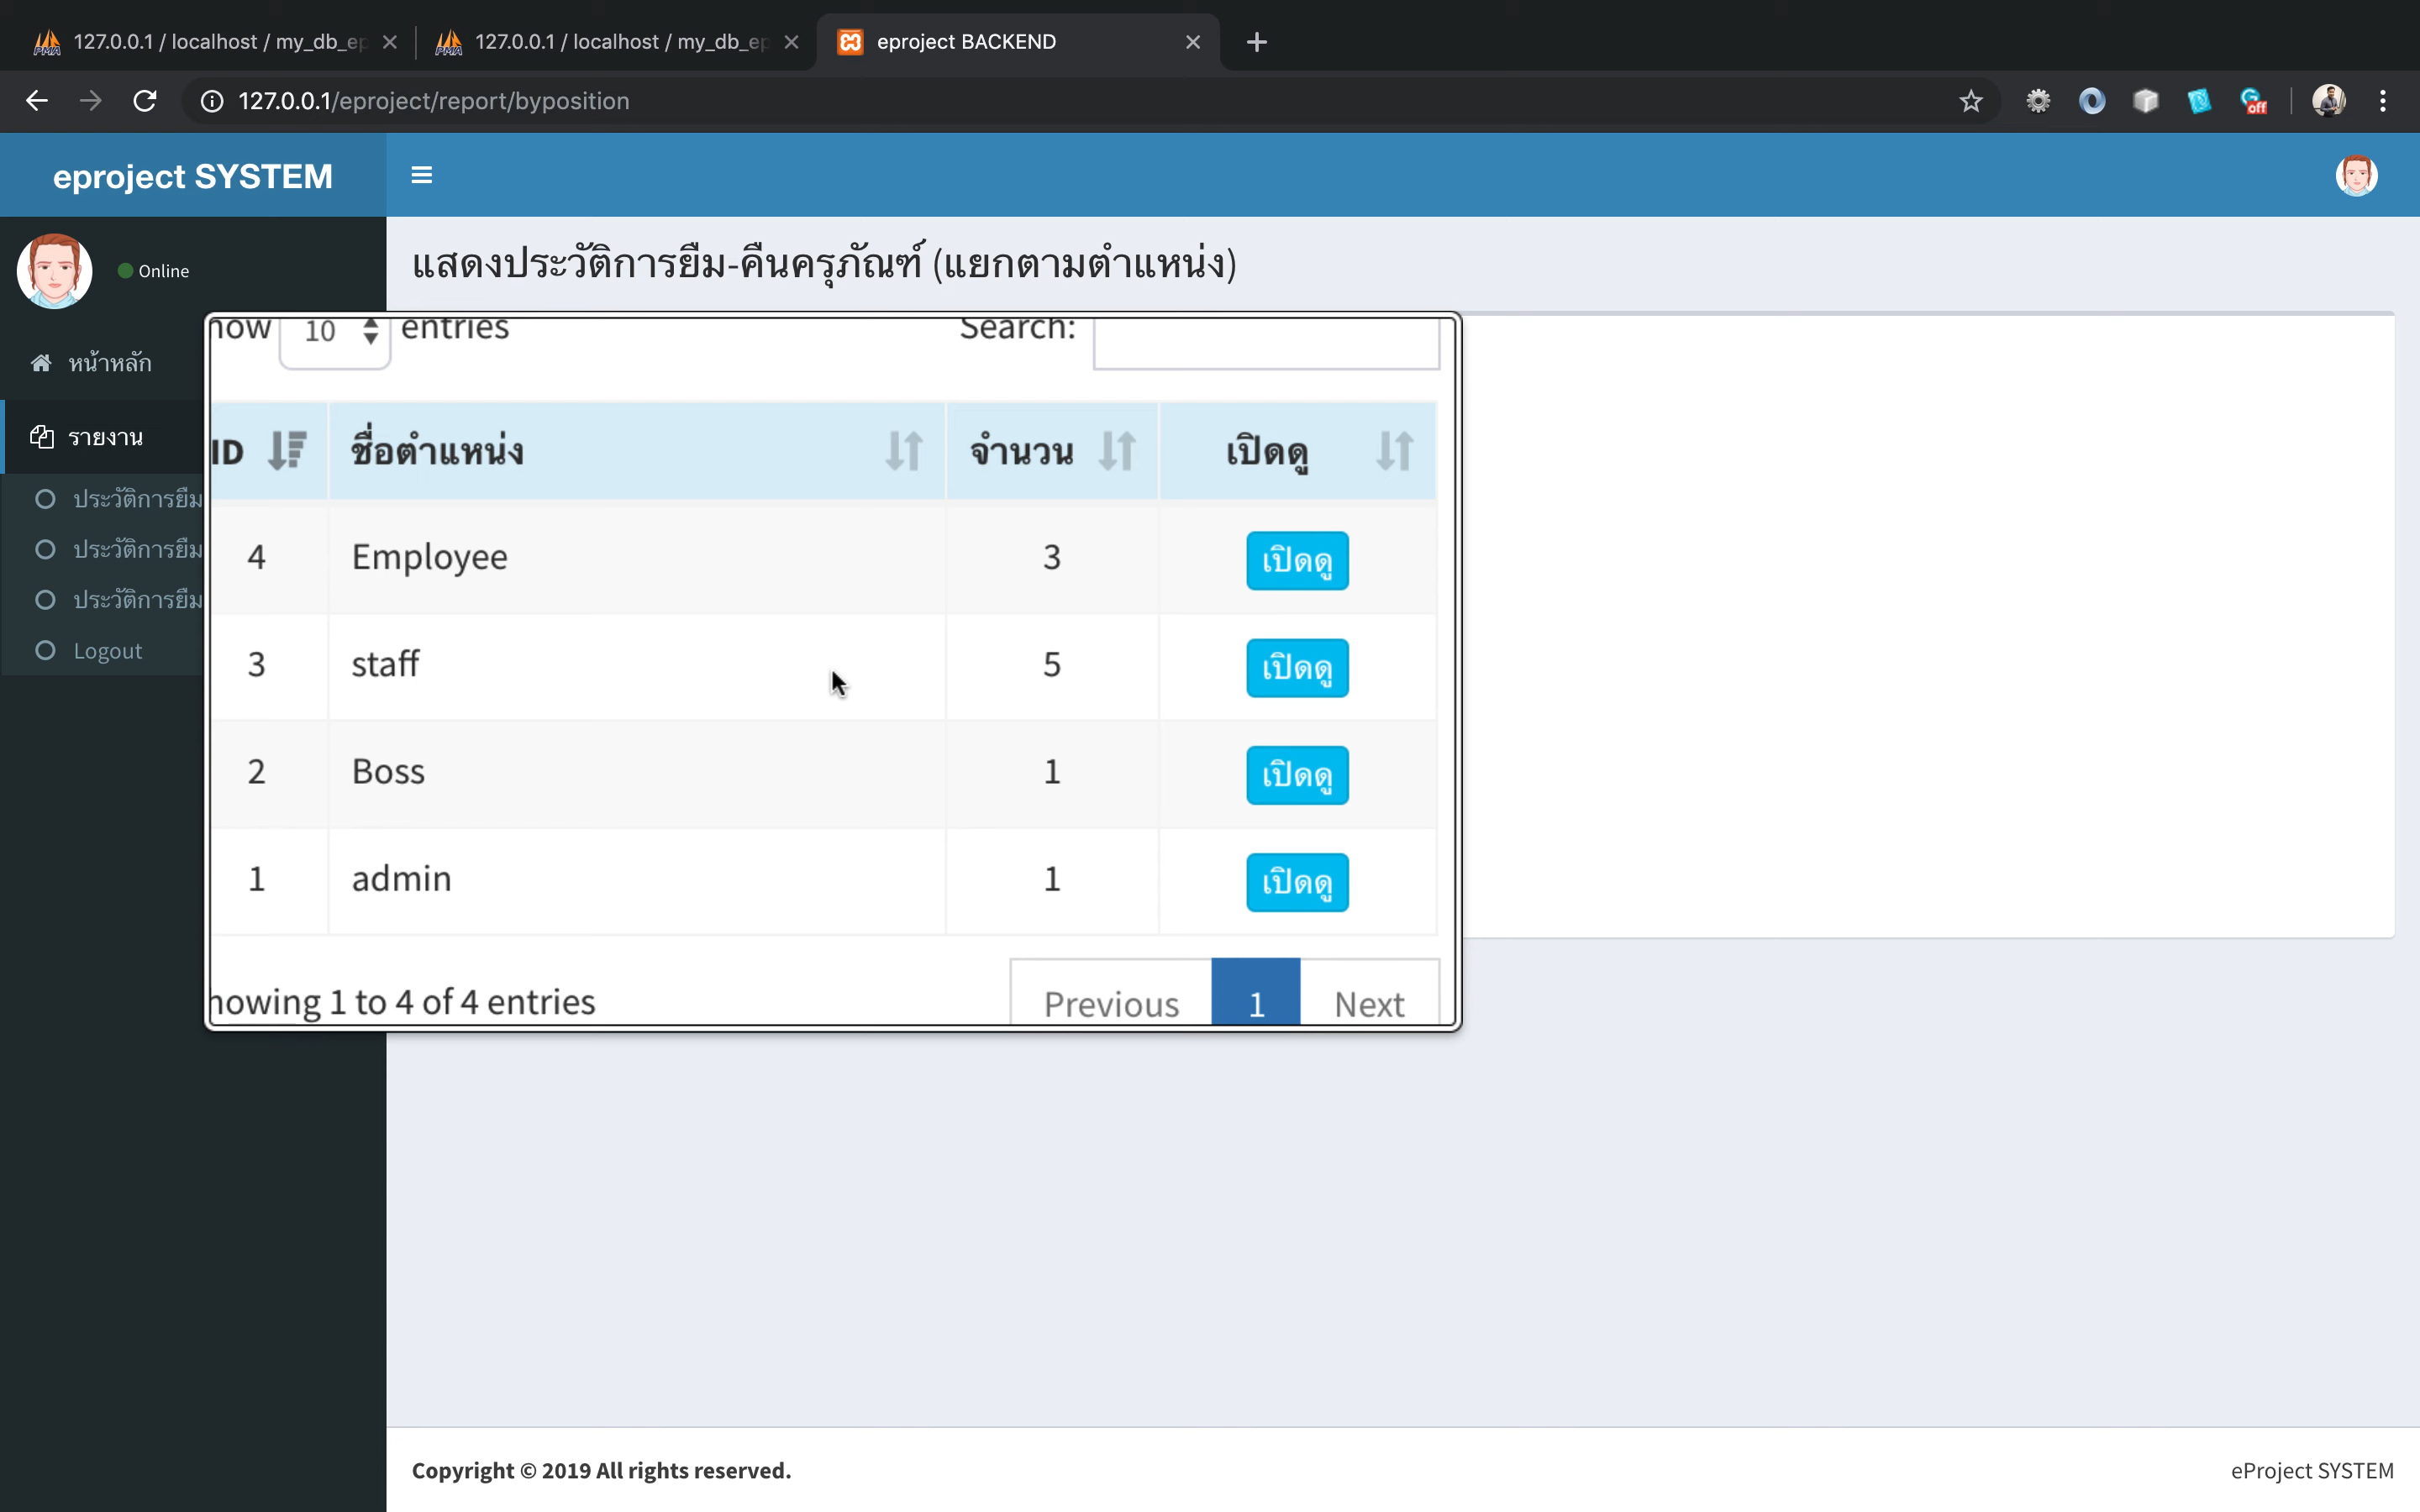 127.0.0.1 / localhost / my_db_ep
127.0.0.1 / localhost / my_db_ep
eproject BACKEND
127.0.0.1/eproject/report/byposition
off
eproject SYSTEM
Online
แสดงประวัติการยืม-คืนครุภัณฑ์ (แยกตามตำแหน่ง)
หน้าหลัก
รายงาน
ประวัติการยืม
ประวัติการยืม
ประวัติการยืม
Logout
how 10 entries
Search:
ID ชื่อตำแหน่ง จำนวน เปิดดู
4 Employee 3 เปิดดู
3 staff 5 เปิดดู
2 Boss 1 เปิดดู
1 admin 1 เปิดดู
howing 1 to 4 of 4 entries
Previous 1 Next
Copyright © 2019 All rights reserved.
eProject SYSTEM